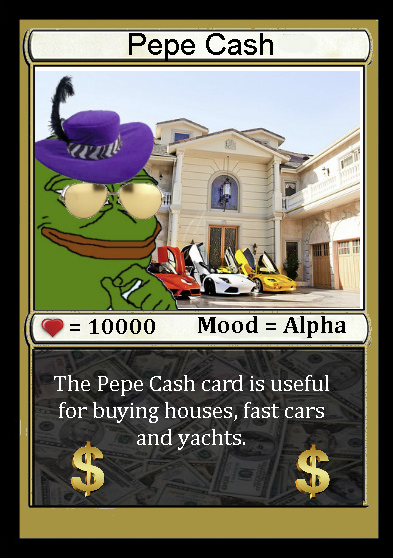 Pepe Cash
= 10000 Mood = Alpha
The Pepe Cash card is useful
for buying houses, fast cars
and yachts.
$ $